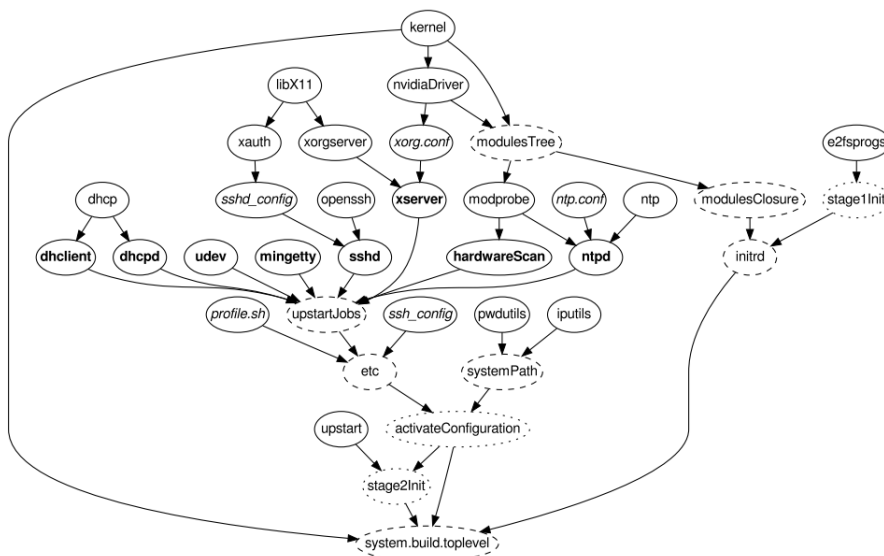 kernel
libX11
nvidiaDriver
xauth
xorgserver
xorg.conf
modulesTree
e2fsprogs
dhcp
sshd_config
openssh
xserver
modprobe
ntp.conf
ntp
modulesClosure
stage1Init
dhclient
dhcpd
udev
mingetty
sshd
hardwareScan
ntpd
initrd
profile.sh
upstartJobs
ssh_config
pwdutils
iputils
etc
systemPath
upstart
activateConfiguration
stage2Init
system.build.toplevel